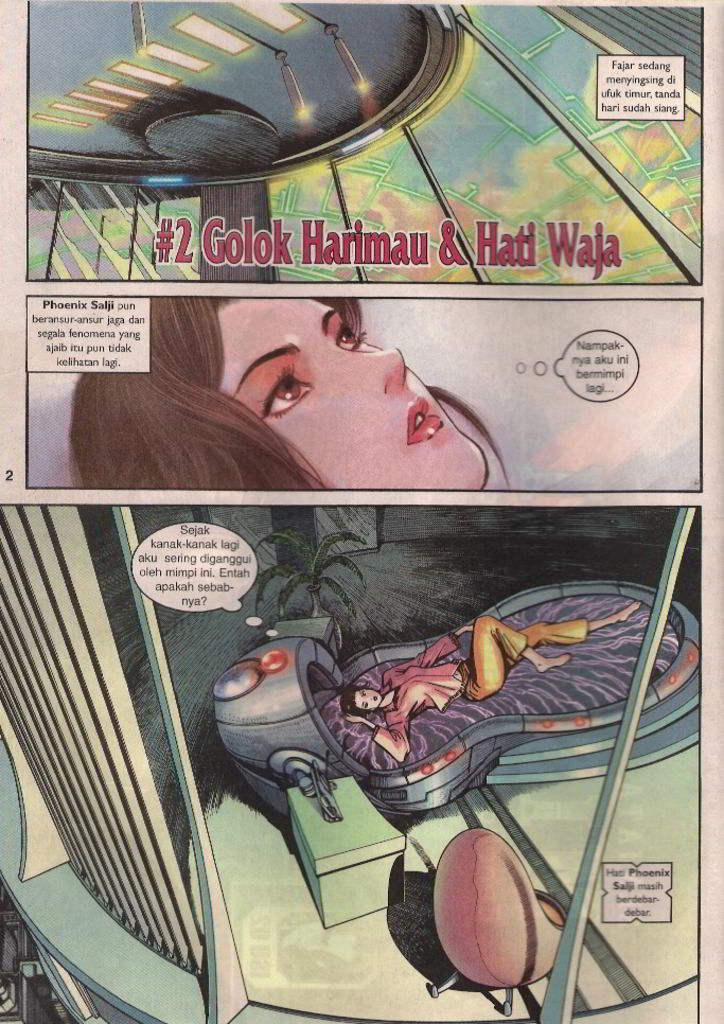 Fajar sedang
menyingsing di
ufuk timur, tanda
hari sudah siang.
#2 Golok Harimau & Hati Waja
Phoenix Salji pun
beransur-ansur jaga dan
segala fenomena yang
ajaib itu pun tidak
kelihatan lagi.
Nampak-
nya aku ini
bermimpi
lagi...
2
Sejak
kanak-kanak lagi
aku sering diganggui
oleh mimpi ini. Entah
apakah sebab-
nya?
Hati Phoenix
Salji masih
berdebar-
debar.